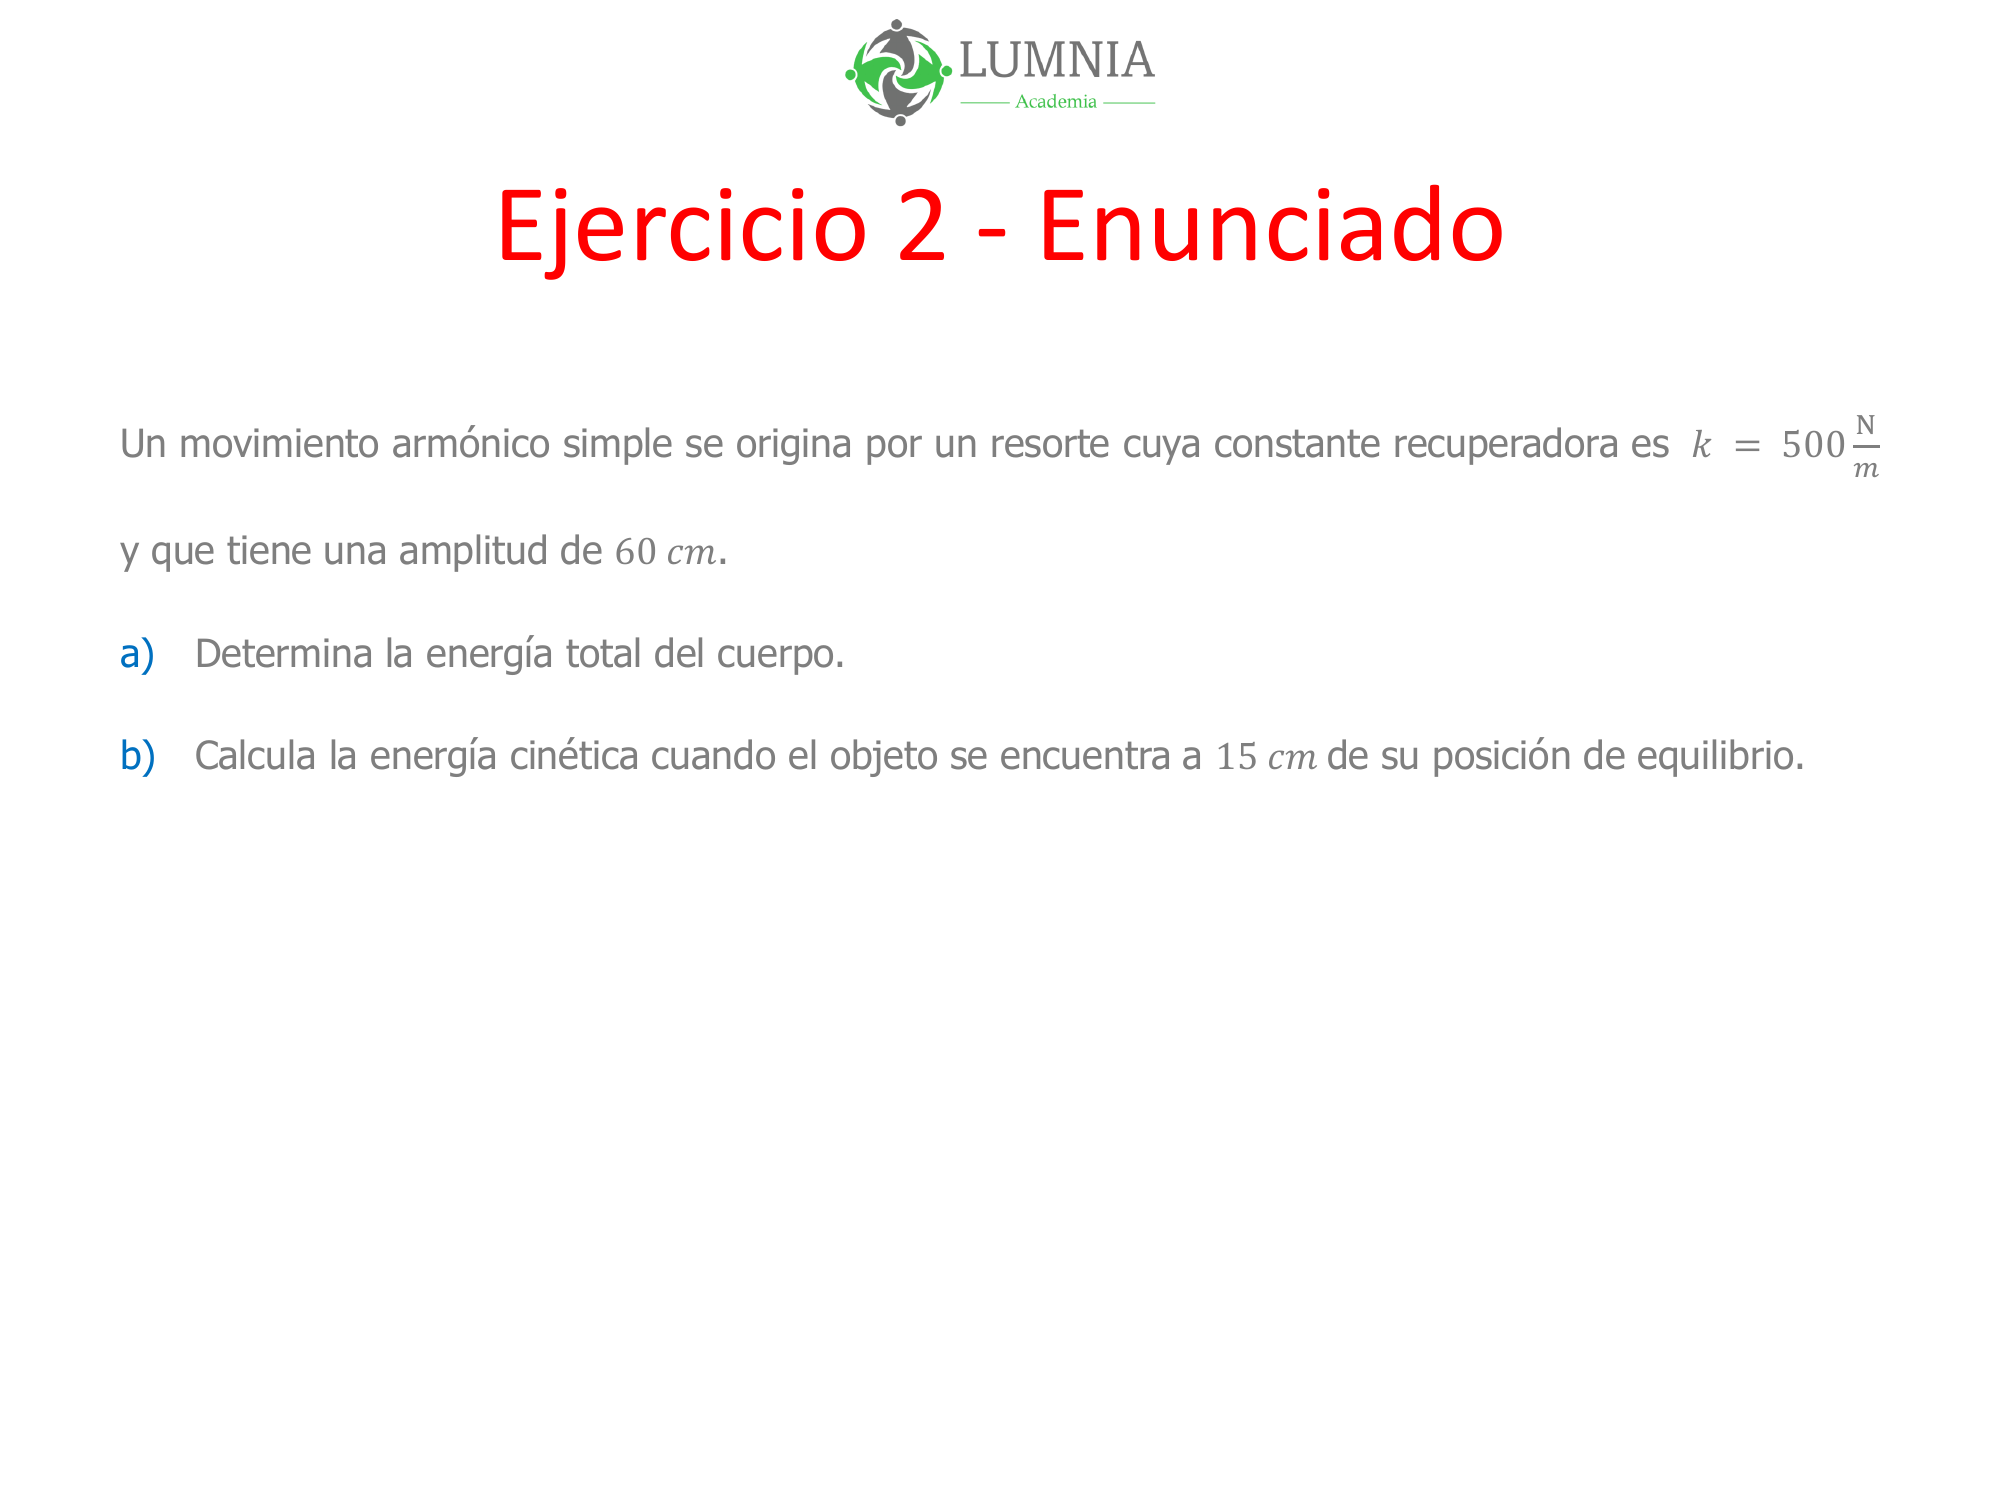 LUMNIA
Academia
Ejercicio 2 - Enunciado
Un movimiento armónico simple se origina por un resorte cuya constante recuperadora es k = 500 N/m
y que tiene una amplitud de 60 cm.
a) Determina la energía total del cuerpo.
b) Calcula la energía cinética cuando el objeto se encuentra a 15 cm de su posición de equilibrio.